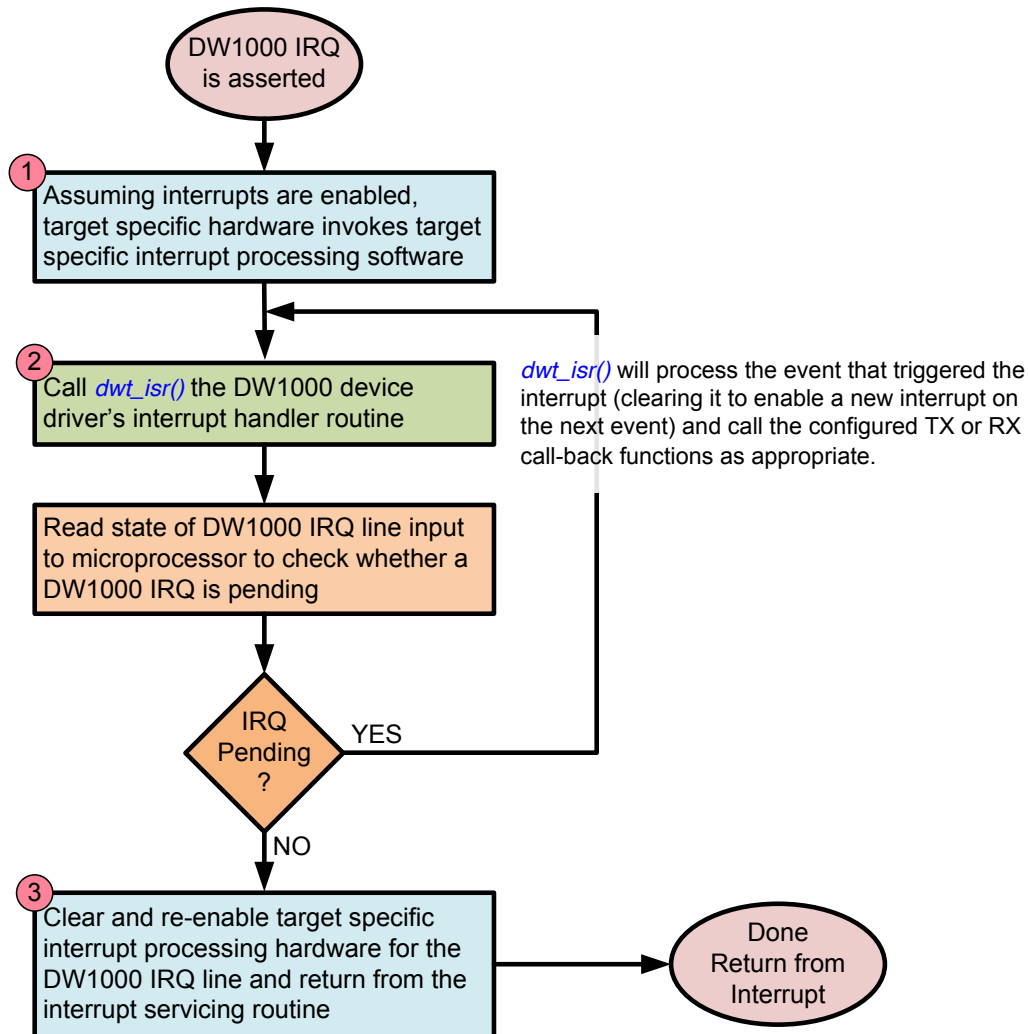 DW1000 IRQ
is asserted
1
Assuming interrupts are enabled,
target specific hardware invokes target
specific interrupt processing software
2
Call dwt_isr() the DW1000 device
driver's interrupt handler routine
dwt_isr() will process the event that triggered the
interrupt (clearing it to enable a new interrupt on
the next event) and call the configured TX or RX
call-back functions as appropriate.
Read state of DW1000 IRQ line input
to microprocessor to check whether a
DW1000 IRQ is pending
IRQ
Pending
?
YES
NO
3
Clear and re-enable target specific
interrupt processing hardware for the
DW1000 IRQ line and return from the
interrupt servicing routine
Done
Return from
Interrupt